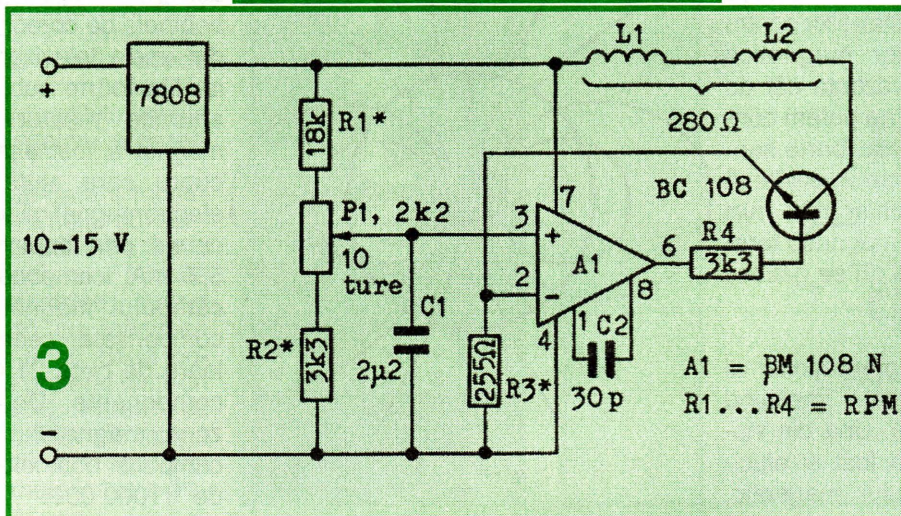 L1 L2
+
7808
18k R1*
280 Ω
BC 108
P1, 2k2
10
ture
10-15 V
3 + 7
6 R4
3k3
2 - A1
8
1 C2
4
30p
C1
2µ2
R2* 3k3
255Ω R3*
3
A1 = βM 108 N
R1...R4 = RPM
-